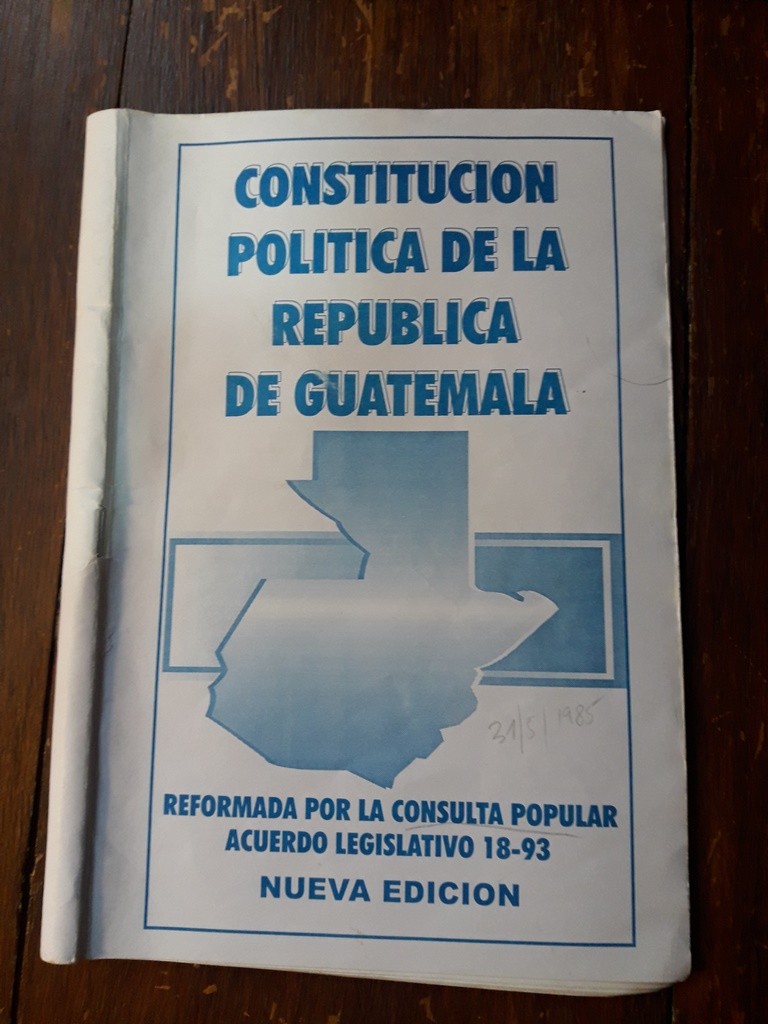 CONSTITUCION
POLITICA DE LA
REPUBLICA
DE GUATEMALA
31/5/1985
REFORMADA POR LA CONSULTA POPULAR
ACUERDO LEGISLATIVO 18-93
NUEVA EDICION